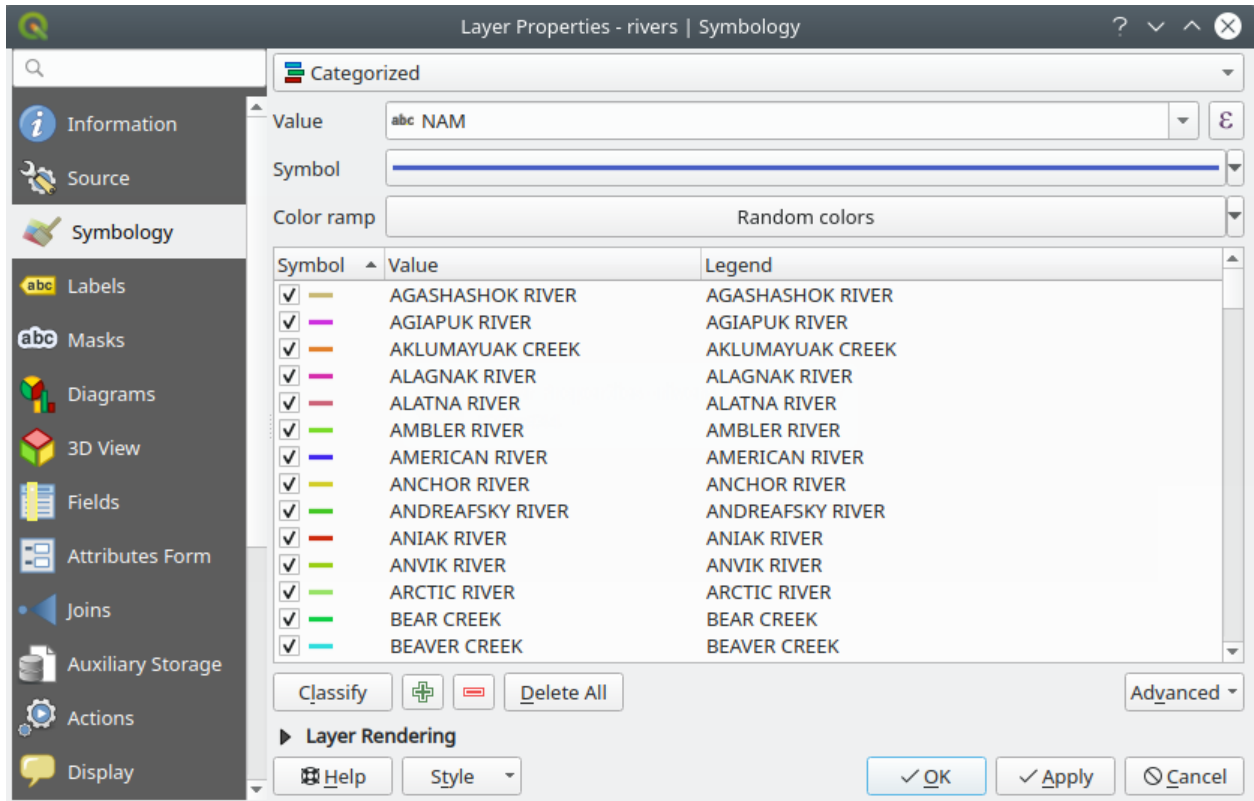 Layer Properties - rivers | Symbology
Categorized
Information
Value abc NAM ε
Source
Symbol
Symbology
Color ramp Random colors
Symbol Value Legend
abc Labels
AGASHASHOK RIVER AGASHASHOK RIVER
AGIAPUK RIVER AGIAPUK RIVER
abc Masks
AKLUMAYUAK CREEK AKLUMAYUAK CREEK
ALAGNAK RIVER ALAGNAK RIVER
Diagrams
ALATNA RIVER ALATNA RIVER
AMBLER RIVER AMBLER RIVER
3D View
AMERICAN RIVER AMERICAN RIVER
ANCHOR RIVER ANCHOR RIVER
Fields
ANDREAFSKY RIVER ANDREAFSKY RIVER
ANIAK RIVER ANIAK RIVER
Attributes Form
ANVIK RIVER ANVIK RIVER
ARCTIC RIVER ARCTIC RIVER
Joins
BEAR CREEK BEAR CREEK
BEAVER CREEK BEAVER CREEK
Auxiliary Storage
Classify Delete All Advanced
Actions
Layer Rendering
Display
Help Style OK Apply Cancel